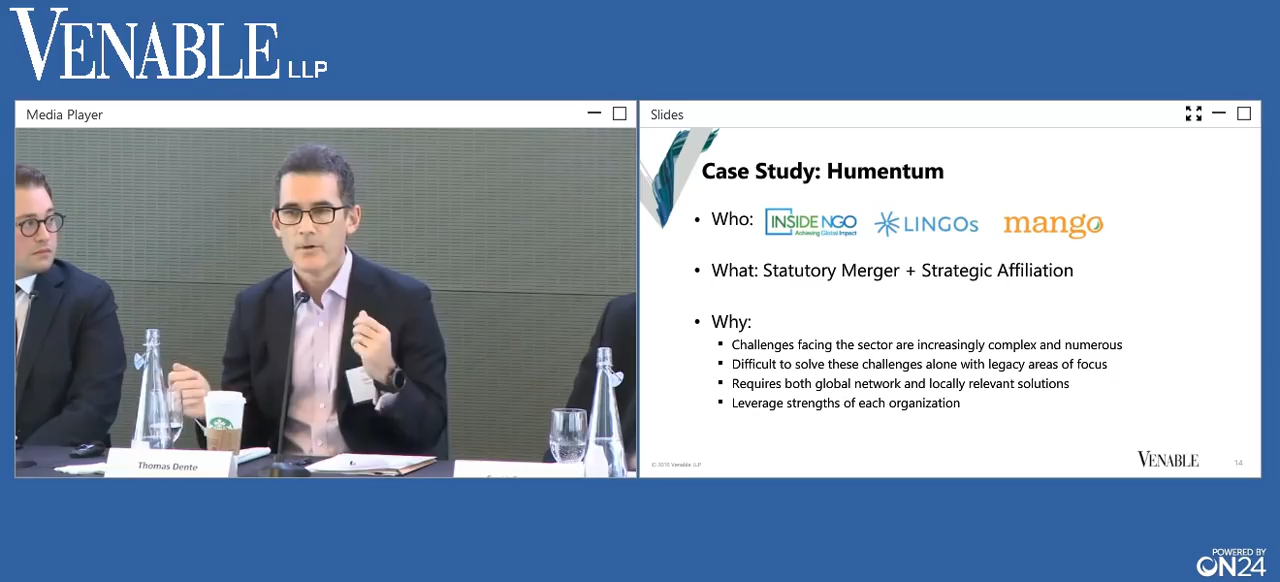 VENABLE LLP
Media Player
Thomas Dente
Slides
Case Study: Humentum
• Who: INSIDE NGO Achieving Global Impact LINGOs mango
• What: Statutory Merger + Strategic Affiliation
• Why:
▪ Challenges facing the sector are increasingly complex and numerous
▪ Difficult to solve these challenges alone with legacy areas of focus
▪ Requires both global network and locally relevant solutions
▪ Leverage strengths of each organization
VENABLE
14
POWERED BY
ON24